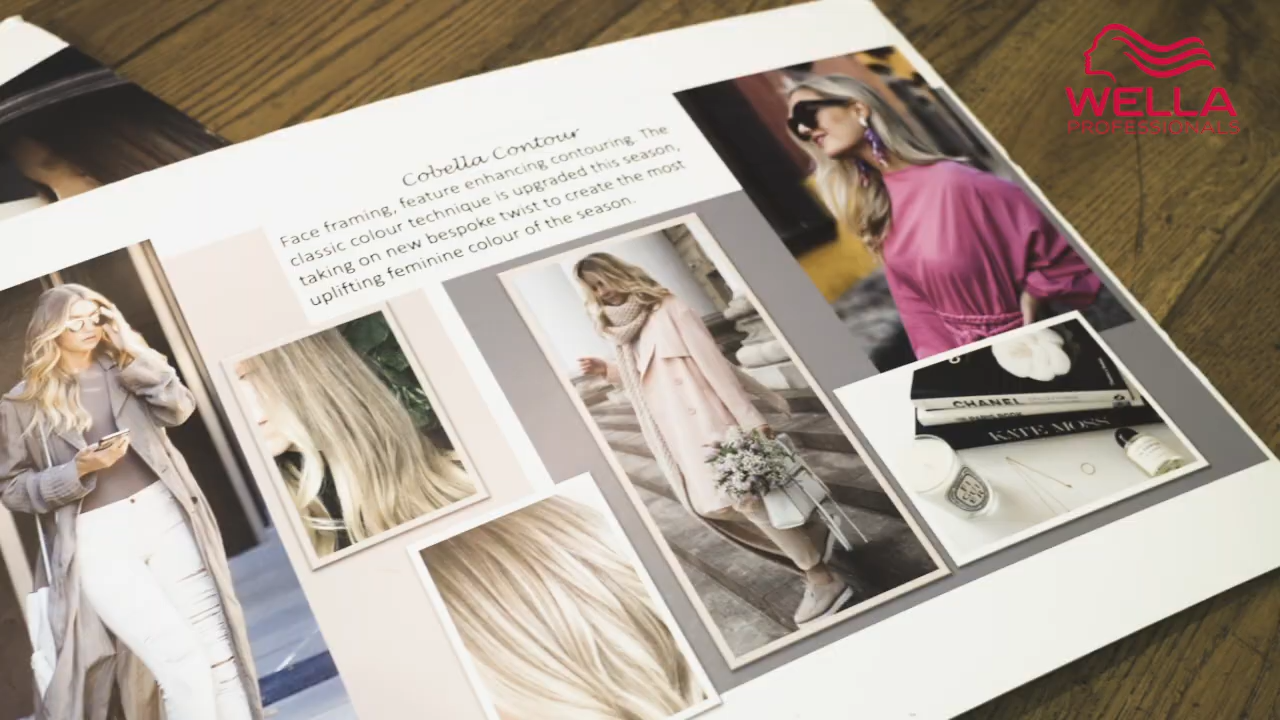 WELLA
PROFESSIONALS
Cobella Contour
Face framing, feature enhancing contouring. The
classic colour technique is upgraded this season,
taking on new bespoke twist to create the most
uplifting feminine colour of the season.
CHANEL
KATE MOSS